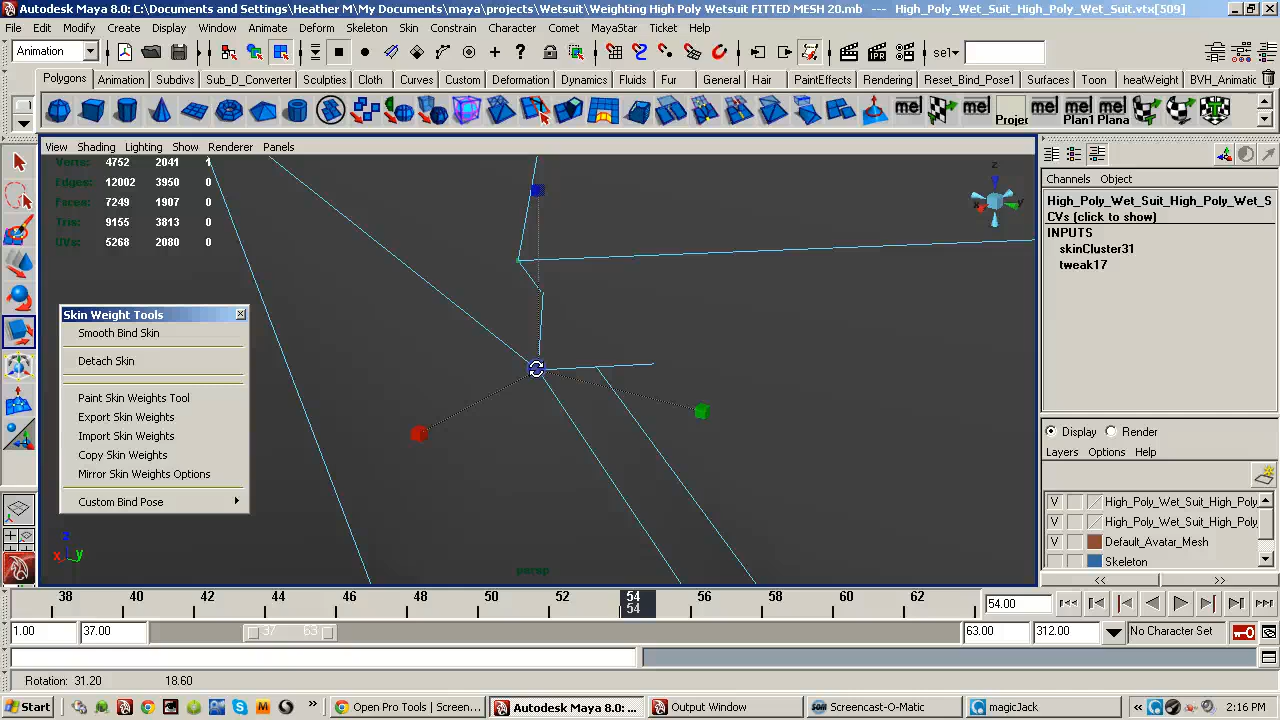 Autodesk Maya 8.0: C:\Documents and Settings\Heather M\My Documents\maya\projects\Wetsuit\Weighting High Poly Wetsuit FITTED MESH 20.mb --- High_Poly_Wet_Suit_High_Poly_Wet_Suit.vtx[509]
File Edit Modify Create Display Window Animate Deform Skeleton Skin Constrain Character Comet MayaStar Ticket Help
Animation
sel
Polygons Animation Subdivs Sub_D_Converter Sculpties Cloth Curves Custom Deformation Dynamics Fluids Fur General Hair PaintEffects Rendering Reset_Bind_Pose1 Surfaces Toon heatWeight BVH_Animatic
mel mel Projec mel mel Plan1 mel Plana
View Shading Lighting Show Renderer Panels
Verts: 4752 2041 1
Edges: 12002 3950 0
Faces: 7249 1907 0
Tris: 9155 3813 0
UVs: 5268 2080 0
z
x y
Skin Weight Tools
Smooth Bind Skin
Detach Skin
Paint Skin Weights Tool
Export Skin Weights
Import Skin Weights
Copy Skin Weights
Mirror Skin Weights Options
Custom Bind Pose
z
x y
persp
Channels Object
High_Poly_Wet_Suit_High_Poly_Wet_S
CVs (click to show)
INPUTS
skinCluster31
tweak17
Display Render
Layers Options Help
V High_Poly_Wet_Suit_High_Poly
V High_Poly_Wet_Suit_High_Poly
V Default_Avatar_Mesh
Skeleton
<< >>
38 40 42 44 46 48 50 52 54 56 58 60 62
54
54.00
1.00 37.00 37 63 63.00 312.00 No Character Set
Rotation: 31.20 18.60
Start
Open Pro Tools | Screen...
Autodesk Maya 8.0: ...
Output Window
Screencast-O-Matic
magicJack
2:16 PM